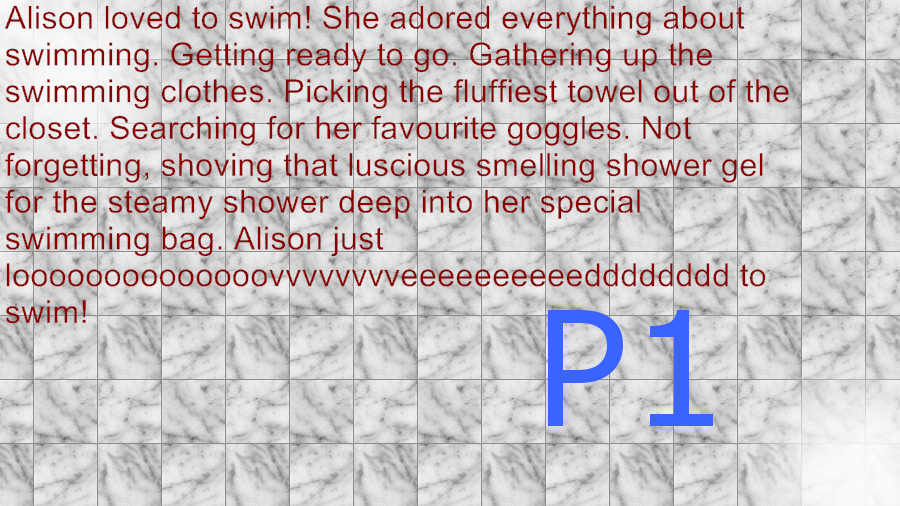 Alison loved to swim! She adored everything about
swimming. Getting ready to go. Gathering up the
swimming clothes. Picking the fluffiest towel out of the
closet. Searching for her favourite goggles. Not
forgetting, shoving that luscious smelling shower gel
for the steamy shower deep into her special
swimming bag. Alison just
looooooooooooooovvvvvvvveeeeeeeeeedddddddd to
swim!
P1